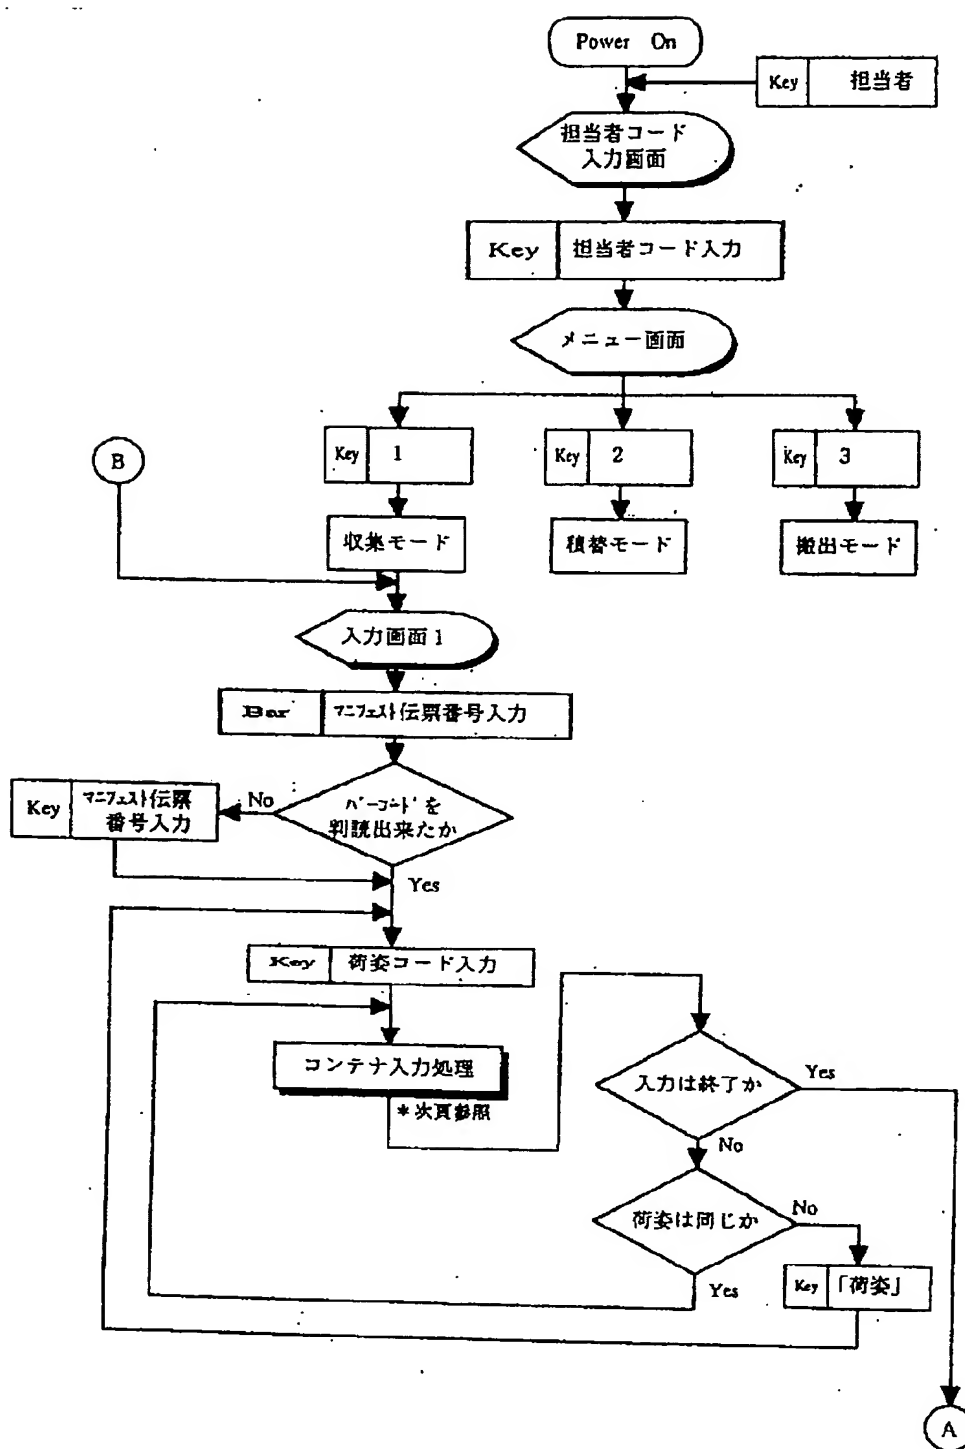 Power On
Key 担当者
担当者コード
入力画面
Key 担当者コード入力
メニュー画面
Key 1
Key 2
Key 3
B
収集モード
積替モード
搬出モード
入力画面1
Bar マニフェスト伝票番号入力
バーコードを
判読出来たか
No
Key マニフェスト伝票
番号入力
Yes
Key 荷姿コード入力
コンテナ入力処理
*次頁参照
入力は終了か
Yes
No
荷姿は同じか
No
Yes
Key 「荷姿」
A